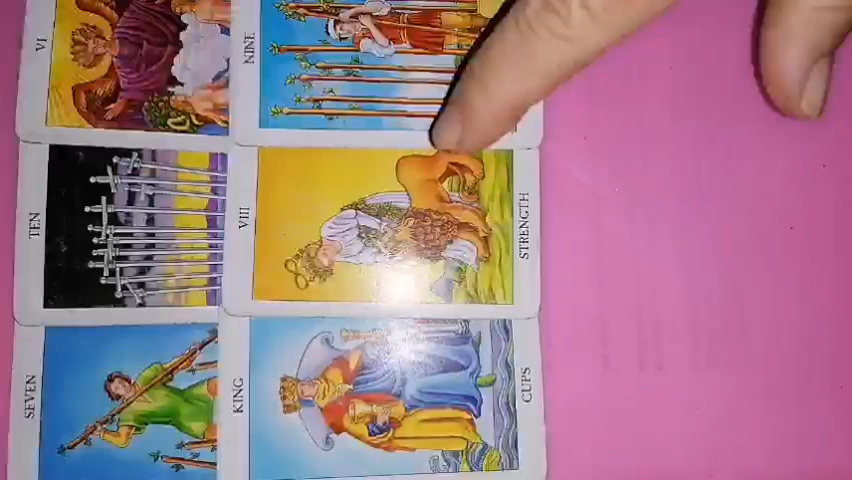 VI
NINE
TEN
VIII
STRENGTH
SEVEN
KING
CUPS